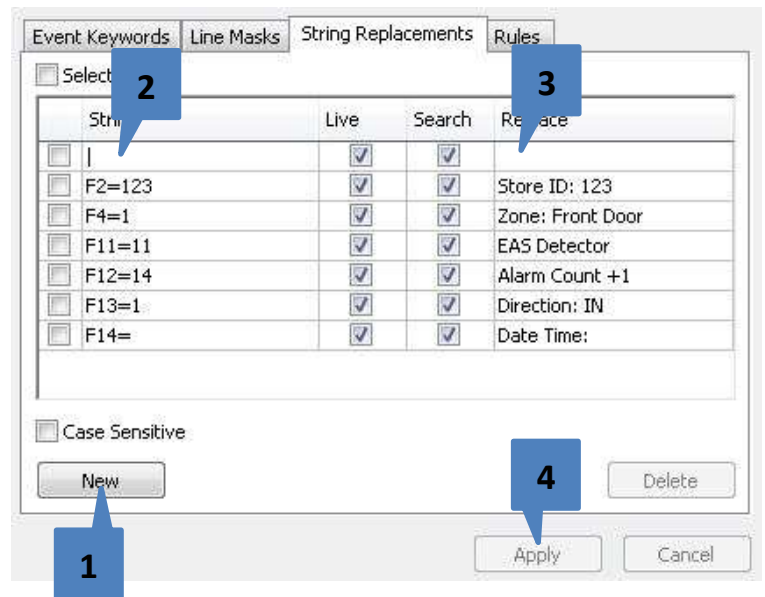 Event Keywords Line Masks String Replacements Rules
Select
2
3
Live Search Replace
|
F2=123 Store ID: 123
F4=1 Zone: Front Door
F11=11 EAS Detector
F12=14 Alarm Count +1
F13=1 Direction: IN
F14= Date Time:
Case Sensitive
New 4 Delete
1 Apply Cancel